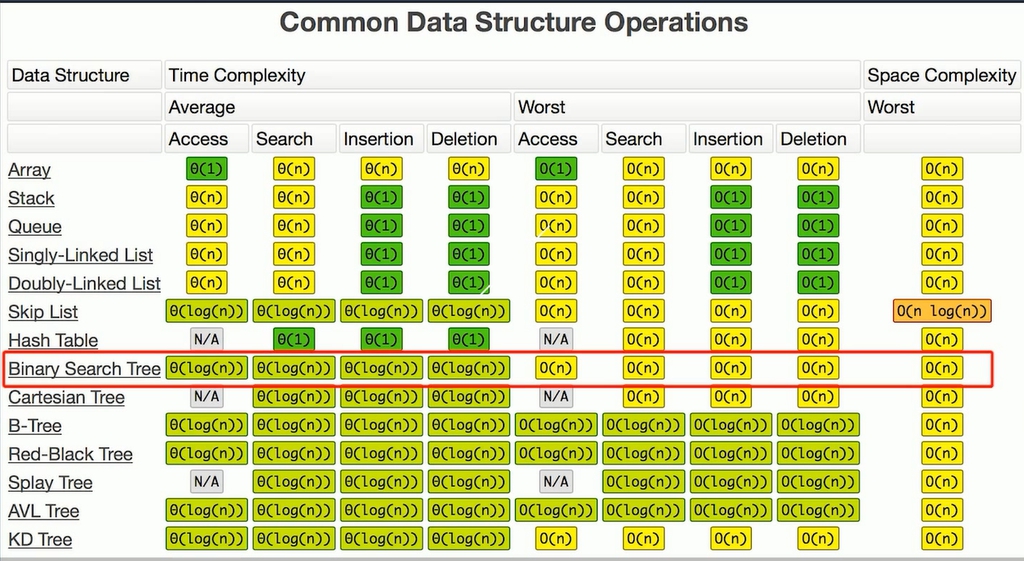 Common Data Structure Operations
Data Structure Time Complexity Space Complexity
Average Worst Worst
Access Search Insertion Deletion Access Search Insertion Deletion
Array Θ(1) Θ(n) Θ(n) Θ(n) O(1) O(n) O(n) O(n) O(n)
Stack Θ(n) Θ(n) Θ(1) Θ(1) O(n) O(n) O(1) O(1) O(n)
Queue Θ(n) Θ(n) Θ(1) Θ(1) O(n) O(n) O(1) O(1) O(n)
Singly-Linked List Θ(n) Θ(n) Θ(1) Θ(1) O(n) O(n) O(1) O(1) O(n)
Doubly-Linked List Θ(n) Θ(n) Θ(1) Θ(1) O(n) O(n) O(1) O(1) O(n)
Skip List Θ(log(n)) Θ(log(n)) Θ(log(n)) Θ(log(n)) O(n) O(n) O(n) O(n) O(n log(n))
Hash Table N/A Θ(1) Θ(1) Θ(1) N/A O(n) O(n) O(n) O(n)
Binary Search Tree Θ(log(n)) Θ(log(n)) Θ(log(n)) Θ(log(n)) O(n) O(n) O(n) O(n) O(n)
Cartesian Tree N/A Θ(log(n)) Θ(log(n)) Θ(log(n)) N/A O(n) O(n) O(n) O(n)
B-Tree Θ(log(n)) Θ(log(n)) Θ(log(n)) Θ(log(n)) O(log(n)) O(log(n)) O(log(n)) O(log(n)) O(n)
Red-Black Tree Θ(log(n)) Θ(log(n)) Θ(log(n)) Θ(log(n)) O(log(n)) O(log(n)) O(log(n)) O(log(n)) O(n)
Splay Tree N/A Θ(log(n)) Θ(log(n)) Θ(log(n)) N/A O(log(n)) O(log(n)) O(log(n)) O(n)
AVL Tree Θ(log(n)) Θ(log(n)) Θ(log(n)) Θ(log(n)) O(log(n)) O(log(n)) O(log(n)) O(log(n)) O(n)
KD Tree Θ(log(n)) Θ(log(n)) Θ(log(n)) Θ(log(n)) O(n) O(n) O(n) O(n) O(n)